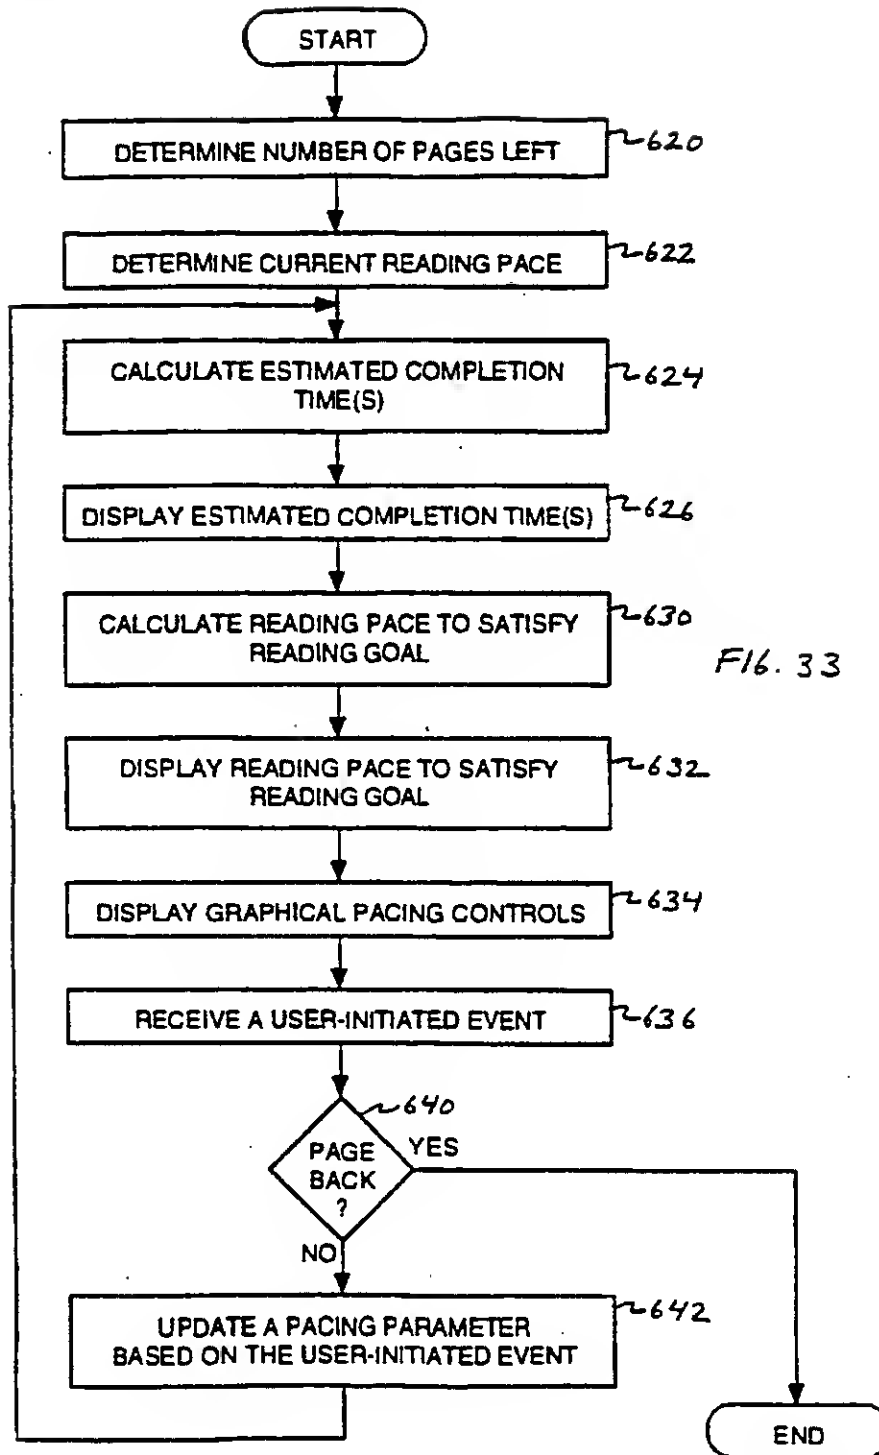 START
DETERMINE NUMBER OF PAGES LEFT
620
DETERMINE CURRENT READING PACE
622
CALCULATE ESTIMATED COMPLETION
TIME(S)
624
DISPLAY ESTIMATED COMPLETION TIME(S)
626
CALCULATE READING PACE TO SATISFY
READING GOAL
630
FIG. 33
DISPLAY READING PACE TO SATISFY
READING GOAL
632
DISPLAY GRAPHICAL PACING CONTROLS
634
RECEIVE A USER-INITIATED EVENT
636
640
PAGE
BACK
?
YES
NO
UPDATE A PACING PARAMETER
BASED ON THE USER-INITIATED EVENT
642
END